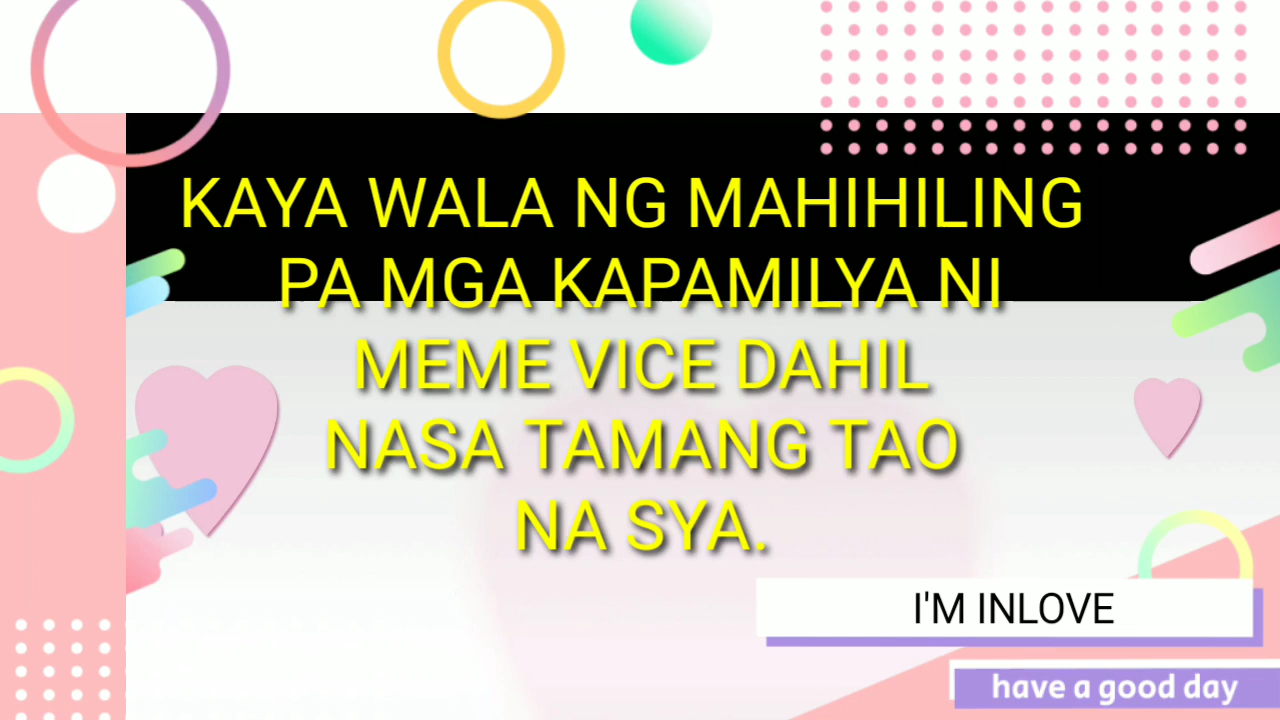 KAYA WALA NG MAHIHILING
PA MGA KAPAMILYA NI
MEME VICE DAHIL
NASA TAMANG TAO
NA SYA.
I'M INLOVE
have a good day